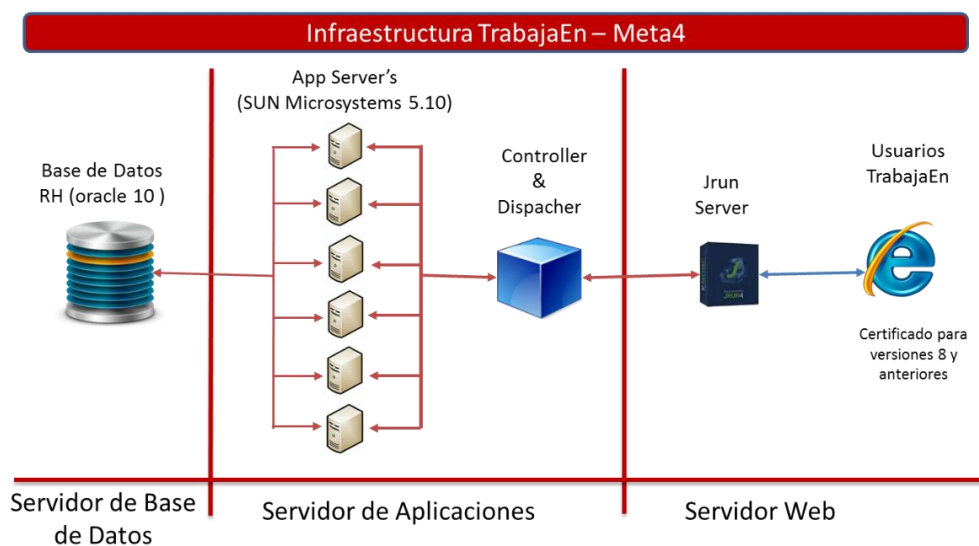 Infraestructura TrabajaEn – Meta4
App Server's
(SUN Microsystems 5.10)
Base de Datos
RH (oracle 10 )
Controller
&
Dispacher
Jrun
Server
Usuarios
TrabajaEn
JRUN4
Certificado para
versiones 8 y
anteriores
Servidor de Base
de Datos
Servidor de Aplicaciones
Servidor Web